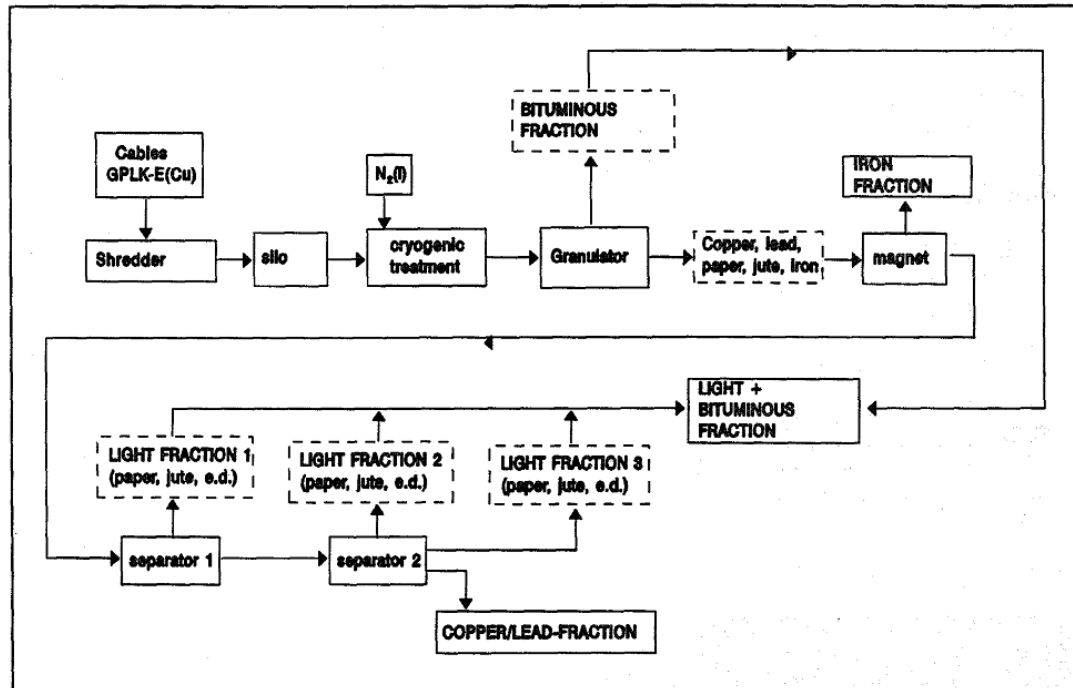 BITUMINOUS
FRACTION
Cables
GPLK-E(Cu)
N₂(l)
IRON
FRACTION
Shredder
silo
cryogenic
treatment
Granulator
Copper, lead,
paper, jute, iron
magnet
LIGHT +
BITUMINOUS
FRACTION
LIGHT FRACTION 1
(paper, jute, e.d.)
LIGHT FRACTION 2
(paper, jute, e.d.)
LIGHT FRACTION 3
(paper, jute, e.d.)
separator 1
separator 2
COPPER/LEAD-FRACTION